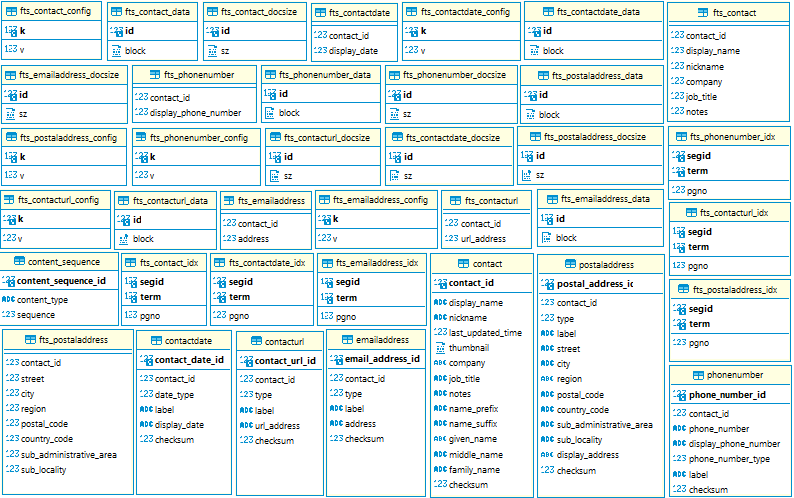 fts_contact_config
k
v
fts_contact_data
id
block
fts_contact_docsize
id
sz
fts_contactdate
contact_id
display_date
fts_contactdate_config
k
v
fts_contactdate_data
id
block
fts_contact
contact_id
display_name
nickname
company
job_title
notes
fts_emailaddress_docsize
id
sz
fts_phonenumber
contact_id
display_phone_number
fts_phonenumber_data
id
block
fts_phonenumber_docsize
id
sz
fts_postaladdress_data
id
block
fts_postaladdress_config
k
v
fts_phonenumber_config
k
v
fts_contacturl_docsize
id
sz
fts_contactdate_docsize
id
sz
fts_postaladdress_docsize
id
sz
fts_phonenumber_idx
segid
term
pgno
fts_contacturl_config
k
v
fts_contacturl_data
id
block
fts_emailaddress
contact_id
address
fts_emailaddress_config
k
v
fts_contacturl
contact_id
url_address
fts_emailaddress_data
id
block
fts_contacturl_idx
segid
term
pgno
content_sequence
content_sequence_id
content_type
sequence
fts_contact_idx
segid
term
pgno
fts_contactdate_idx
segid
term
pgno
fts_emailaddress_idx
segid
term
pgno
contact
contact_id
display_name
nickname
last_updated_time
thumbnail
company
job_title
notes
name_prefix
name_suffix
given_name
middle_name
family_name
checksum
postaladdress
postal_address_id
contact_id
type
label
street
city
region
postal_code
country_code
sub_administrative_area
sub_locality
display_address
checksum
fts_postaladdress_idx
segid
term
pgno
fts_postaladdress
contact_id
street
city
region
postal_code
country_code
sub_administrative_area
sub_locality
contactdate
contact_date_id
contact_id
date_type
label
display_date
checksum
contacturl
contact_url_id
contact_id
type
label
url_address
checksum
emailaddress
email_address_id
contact_id
type
label
address
checksum
phonenumber
phone_number_id
contact_id
phone_number
display_phone_number
phone_number_type
label
checksum